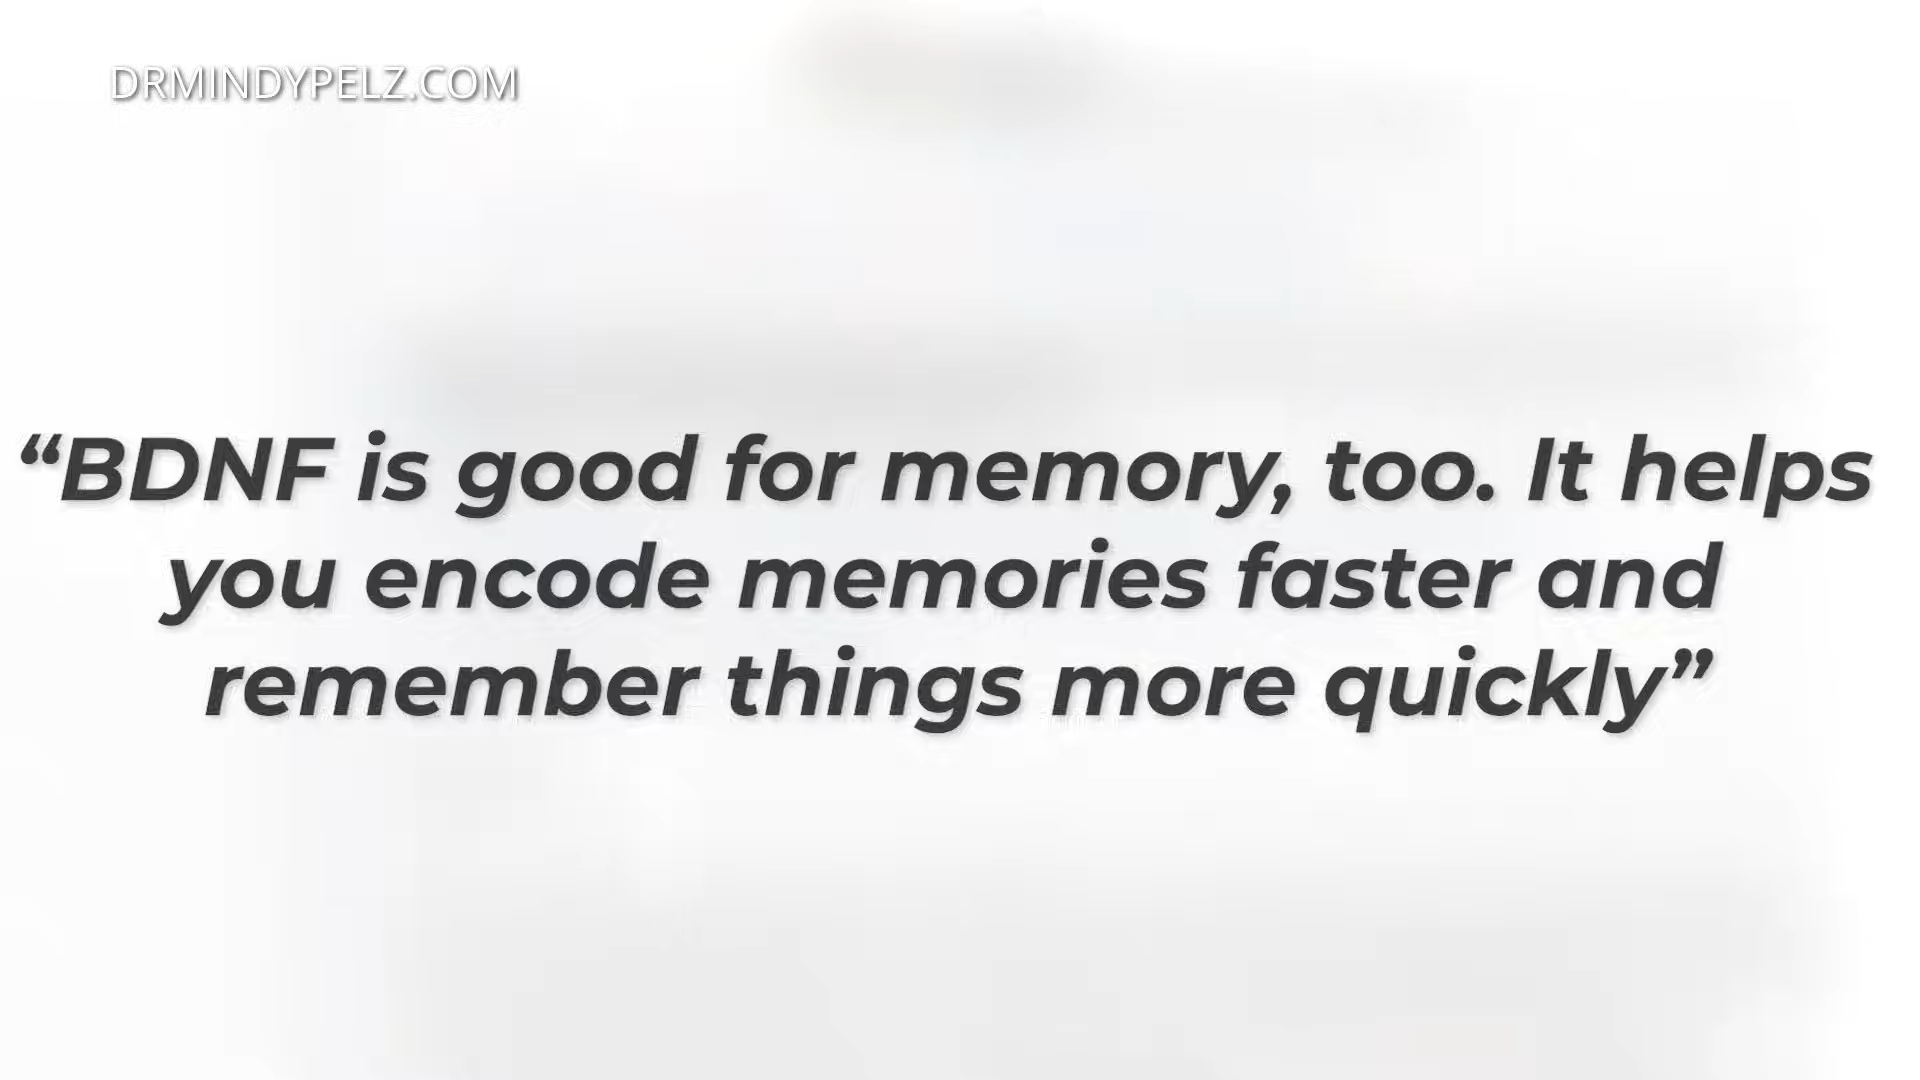 DRMINDYPELZ.COM
“BDNF is good for memory, too. It helps
you encode memories faster and
remember things more quickly”